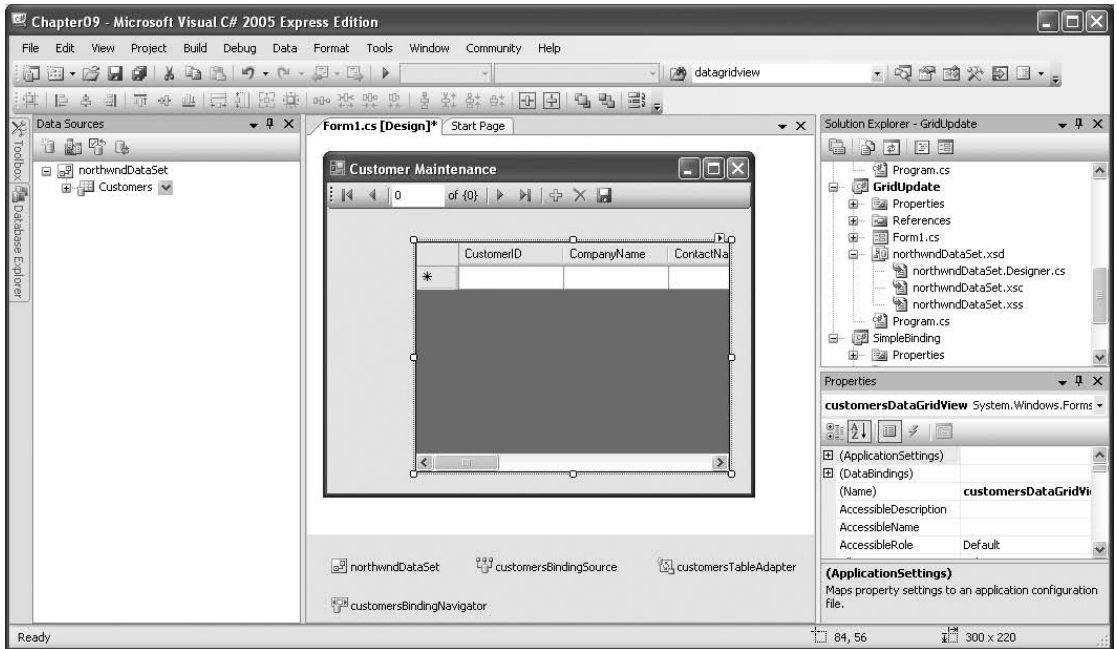 Chapter09 - Microsoft Visual C# 2005 Express Edition
File Edit View Project Build Debug Data Format Tools Window Community Help
datagridview
Toolbox
Database Explorer
Data Sources
northwndDataSet
Customers
Form1.cs [Design]* Start Page
Customer Maintenance
0 of {0}
CustomerID CompanyName ContactNa
northwndDataSet customersBindingSource customersTableAdapter
customersBindingNavigator
Solution Explorer - GridUpdate
Program.cs
GridUpdate
Properties
References
Form1.cs
northwndDataSet.xsd
northwndDataSet.Designer.cs
northwndDataSet.xsc
northwndDataSet.xss
Program.cs
SimpleBinding
Properties
Properties
customersDataGridView System.Windows.Forms
(ApplicationSettings)
(DataBindings)
(Name) customersDataGridVi
AccessibleDescription
AccessibleName
AccessibleRole Default
(ApplicationSettings)
Maps property settings to an application configuration
file.
Ready 84, 56 300 x 220